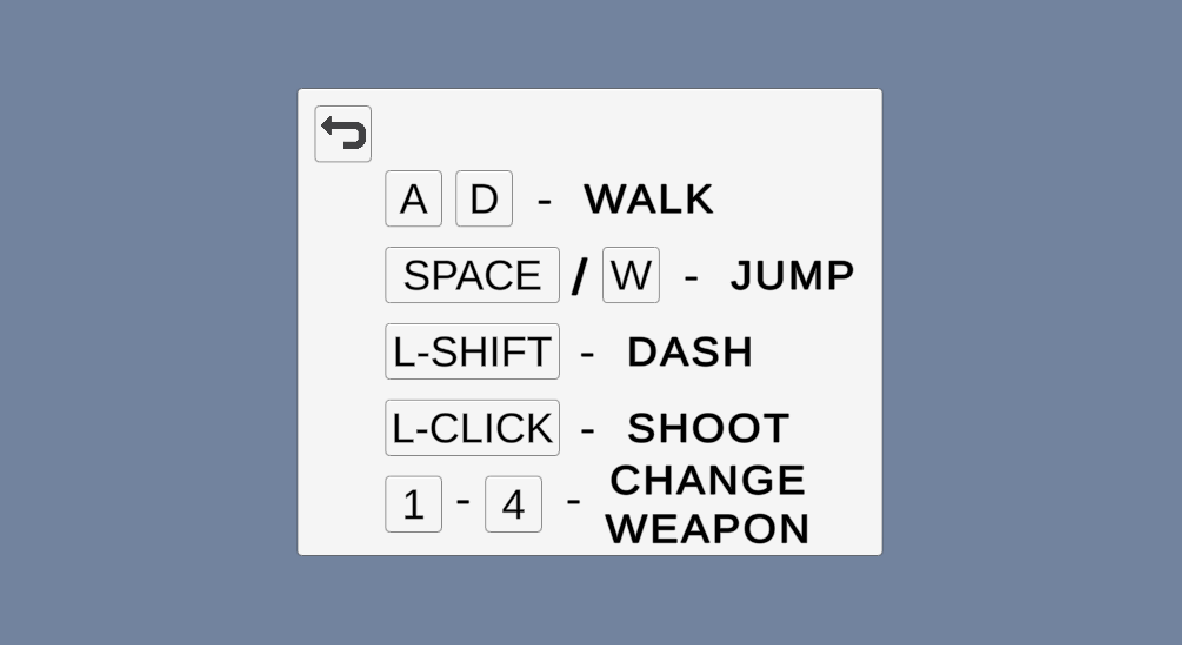 A D - WALK
SPACE / W - JUMP
L-SHIFT - DASH
L-CLICK - SHOOT
1 - 4 - CHANGE
WEAPON